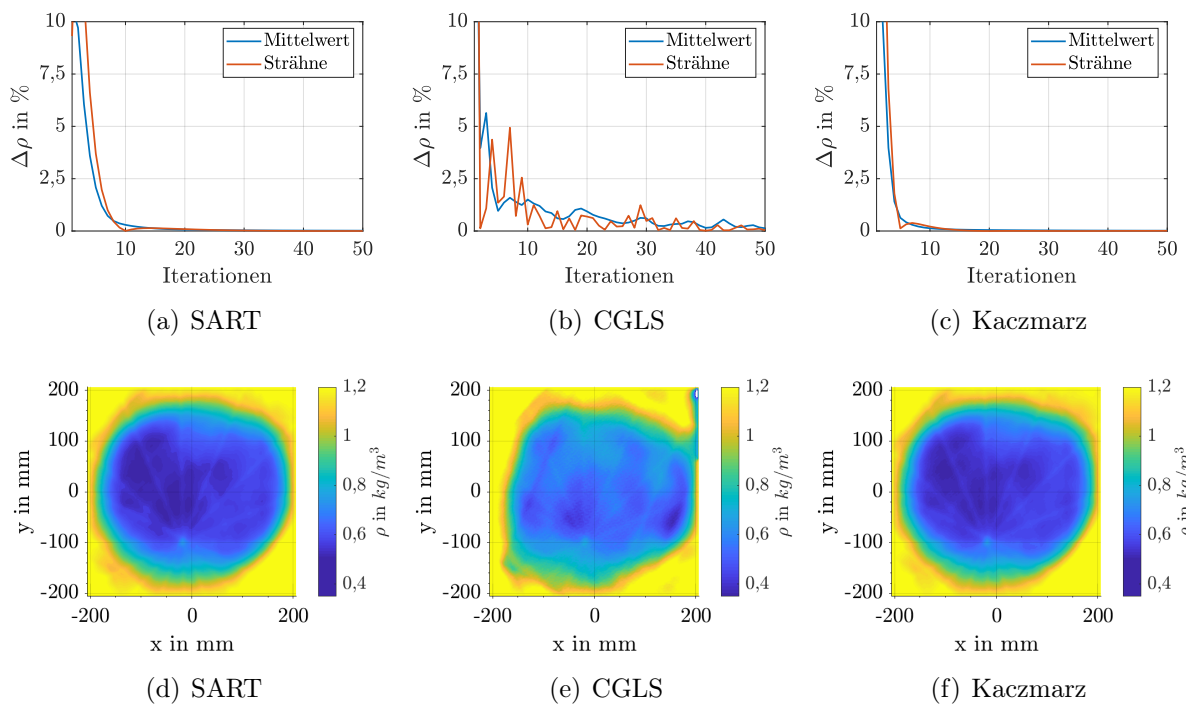 10
7,5
5
2,5
0
Δρ in %
10 20 30 40 50
Iterationen
Mittelwert
Strähne
(a) SART
10
7,5
5
2,5
0
Δρ in %
10 20 30 40 50
Iterationen
Mittelwert
Strähne
(b) CGLS
10
7,5
5
2,5
0
Δρ in %
10 20 30 40 50
Iterationen
Mittelwert
Strähne
(c) Kaczmarz
200
100
0
-100
-200
y in mm
-200 0 200
x in mm
1,2
1
0,8
0,6
0,4
ρ in kg/m³
(d) SART
200
100
0
-100
-200
y in mm
-200 0 200
x in mm
1,2
1
0,8
0,6
0,4
ρ in kg/m³
(e) CGLS
200
100
0
-100
-200
y in mm
-200 0 200
x in mm
1,2
1
0,8
0,6
0,4
ρ in kg/m³
(f) Kaczmarz